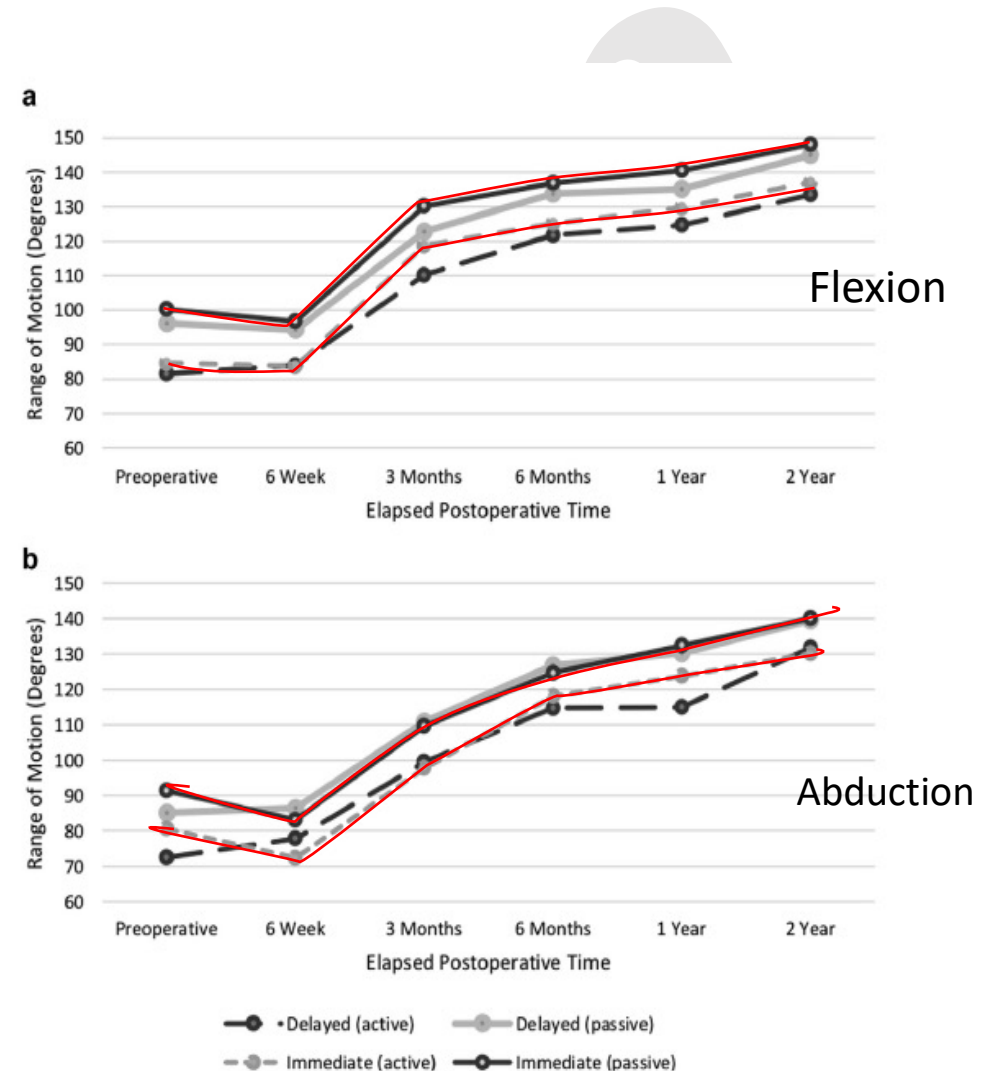 a
150
140
130
120
110
100
90
80
70
60
Range of Motion (Degrees)
Flexion
Preoperative 6 Week 3 Months 6 Months 1 Year 2 Year
Elapsed Postoperative Time
b
150
140
130
120
110
100
90
80
70
60
Range of Motion (Degrees)
Abduction
Preoperative 6 Week 3 Months 6 Months 1 Year 2 Year
Elapsed Postoperative Time
Delayed (active) Delayed (passive)
Immediate (active) Immediate (passive)